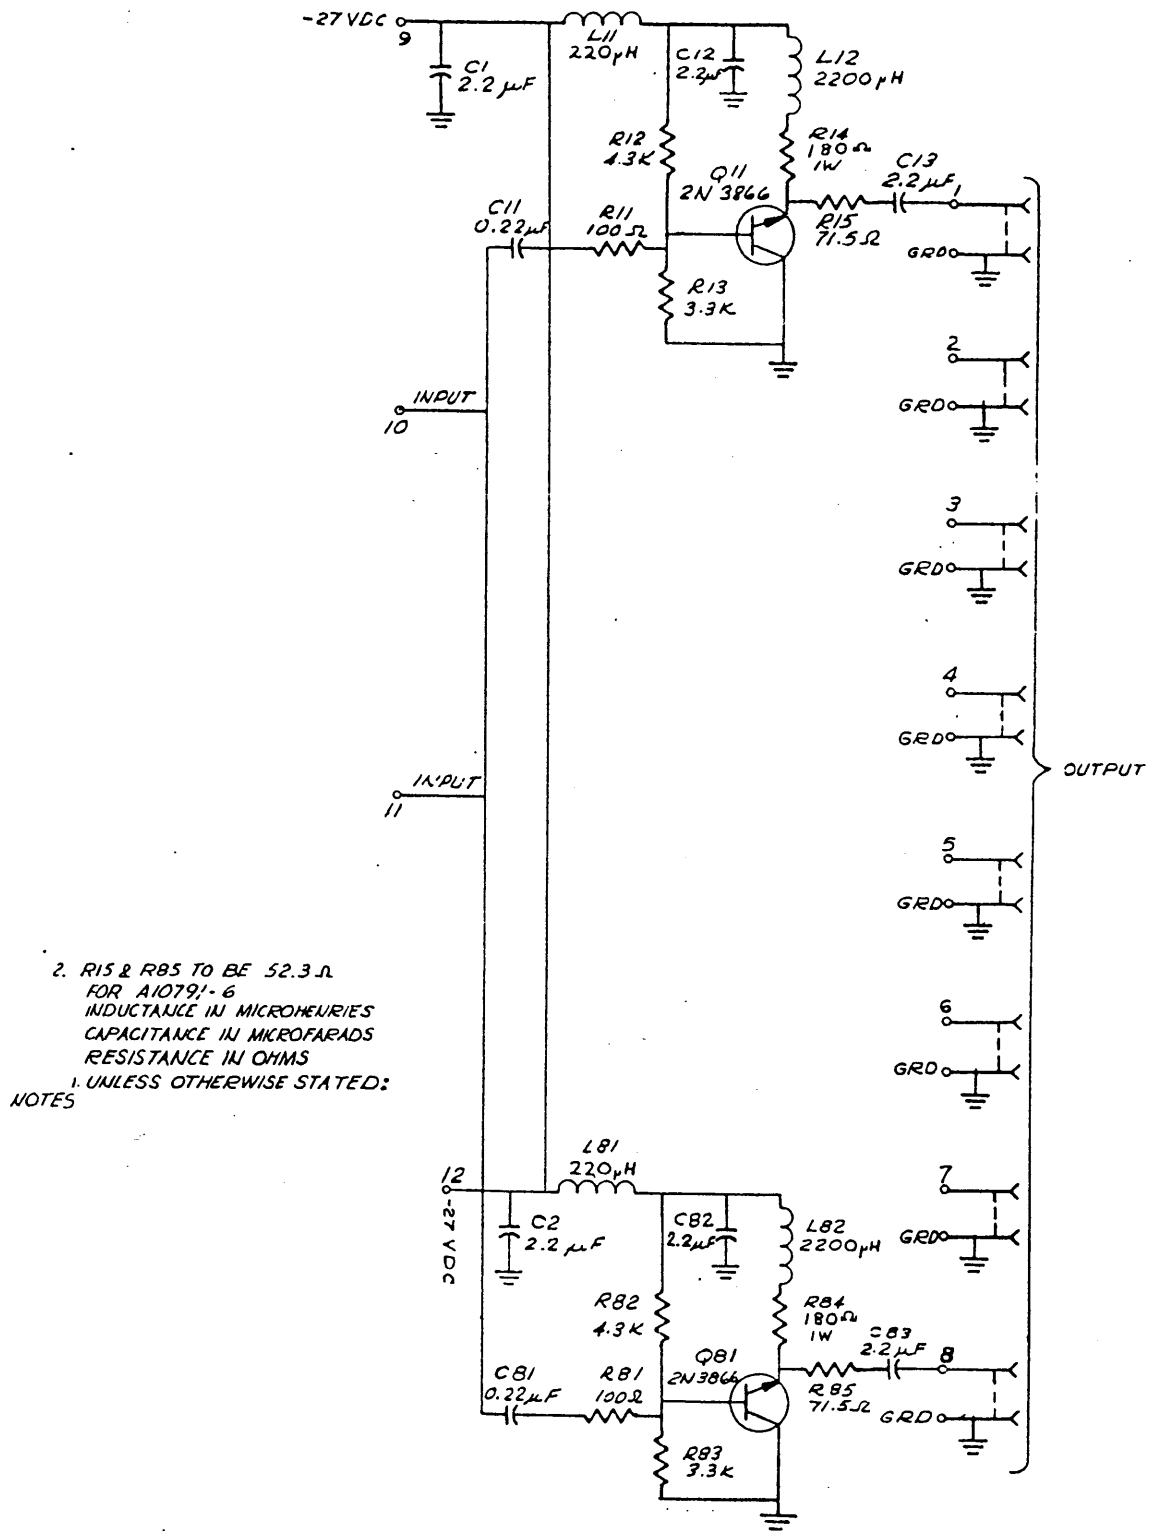 -27 VDC
9
L11
220µH
C1
2.2 µF
C12
2.2µF
L12
2200µH
R12
4.3K
R14
180Ω
1W
Q11
2N 3866
C13
2.2µF
1
C11
0.22µF
R11
100Ω
R15
71.5Ω
GRD
R13
3.3K
2
GRD
INPUT
10
3
GRD
4
GRD
OUTPUT
INPUT
11
5
GRD
2. R15 & R85 TO BE 52.3Ω
FOR A1079/-6
INDUCTANCE IN MICROHENRIES
CAPACITANCE IN MICROFARADS
RESISTANCE IN OHMS
1. UNLESS OTHERWISE STATED:
NOTES
6
GRD
L81
220µH
12
-27 VDC
C2
2.2 µF
C82
2.2µF
L82
2200µH
7
GRD
R82
4.3K
R84
180Ω
1W
Q81
2N3866
C83
2.2µF
8
C81
0.22µF
R81
100Ω
R85
71.5Ω
GRD
R83
3.3K